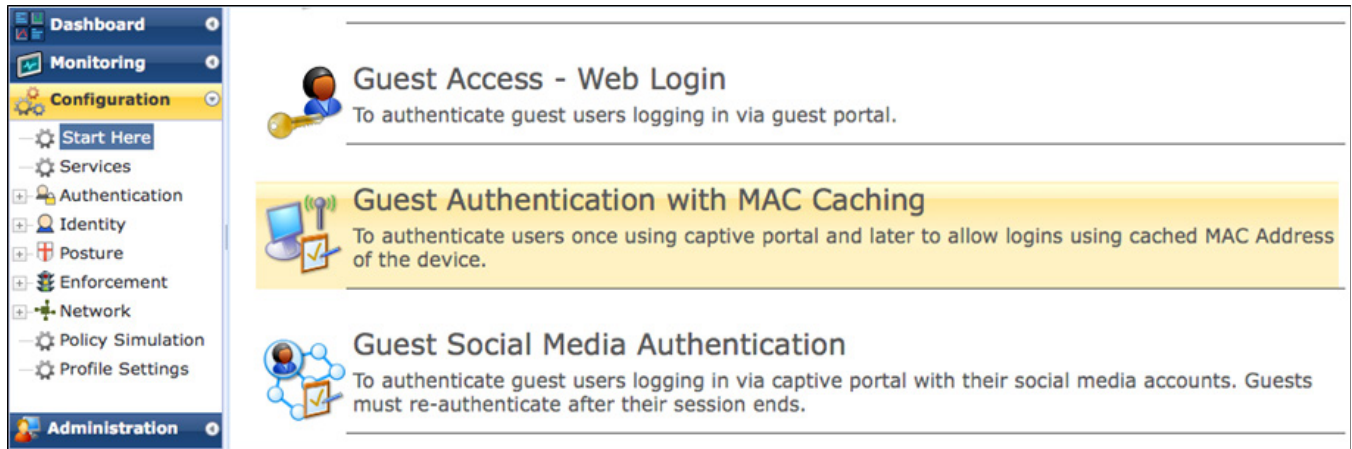 Dashboard
Monitoring
Configuration
Start Here
Services
Authentication
Identity
Posture
Enforcement
Network
Policy Simulation
Profile Settings
Administration
Guest Access - Web Login
To authenticate guest users logging in via guest portal.
Guest Authentication with MAC Caching
To authenticate users once using captive portal and later to allow logins using cached MAC Address
of the device.
Guest Social Media Authentication
To authenticate guest users logging in via captive portal with their social media accounts. Guests
must re-authenticate after their session ends.